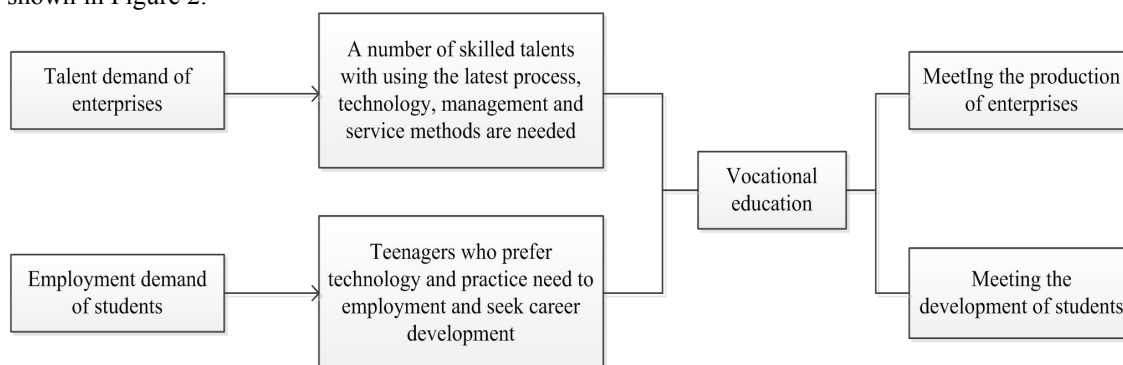 shown in Figure 2.
Talent demand of
enterprises
A number of skilled talents
with using the latest process,
technology, management and
service methods are needed
Employment demand
of students
Teenagers who prefer
technology and practice need to
employment and seek career
development
Vocational
education
MeetIng the production
of enterprises
Meeting the
development of students